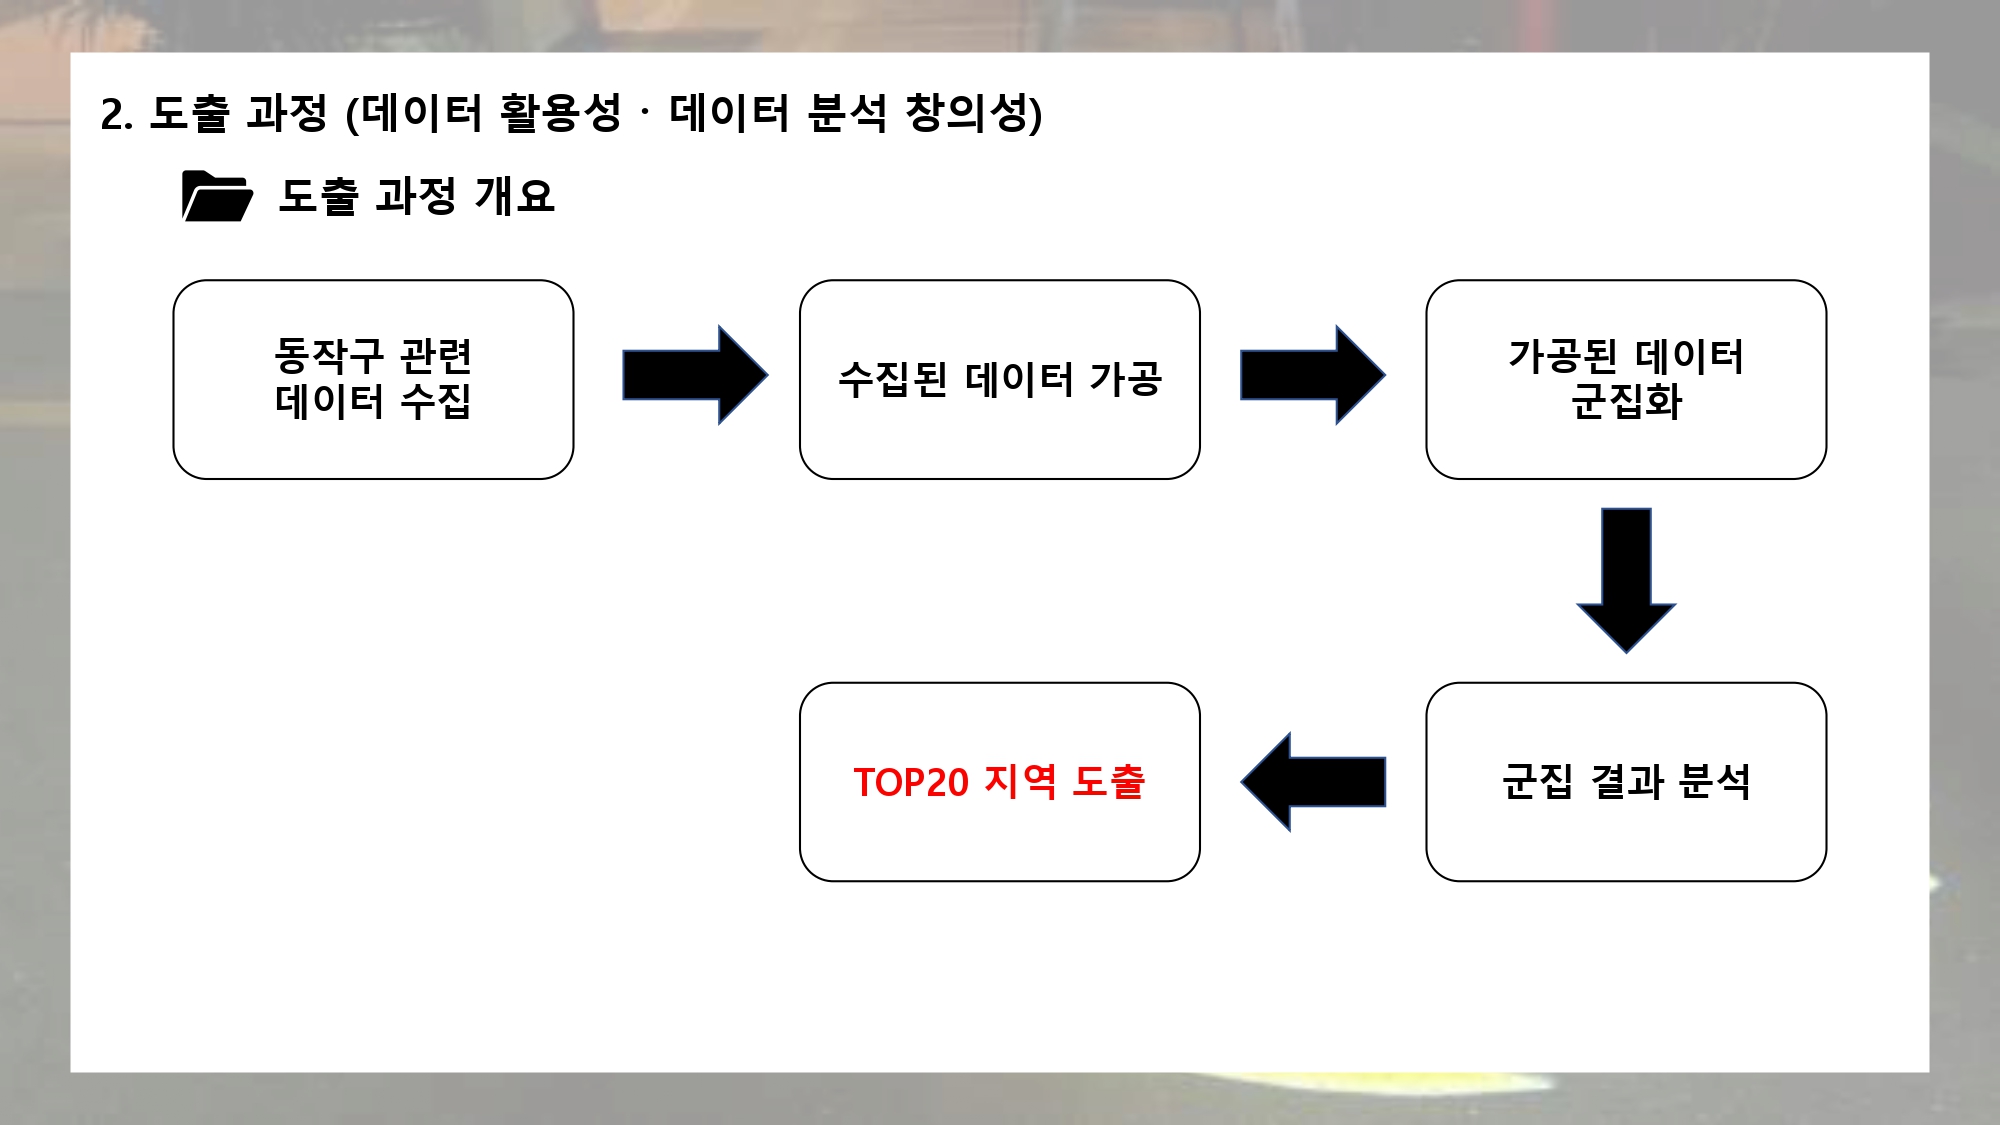 2. 도출 과정 (데이터 활용성 · 데이터 분석 창의성)
도출 과정 개요
동작구 관련
데이터 수집
수집된 데이터 가공
가공된 데이터
군집화
군집 결과 분석
TOP20 지역 도출